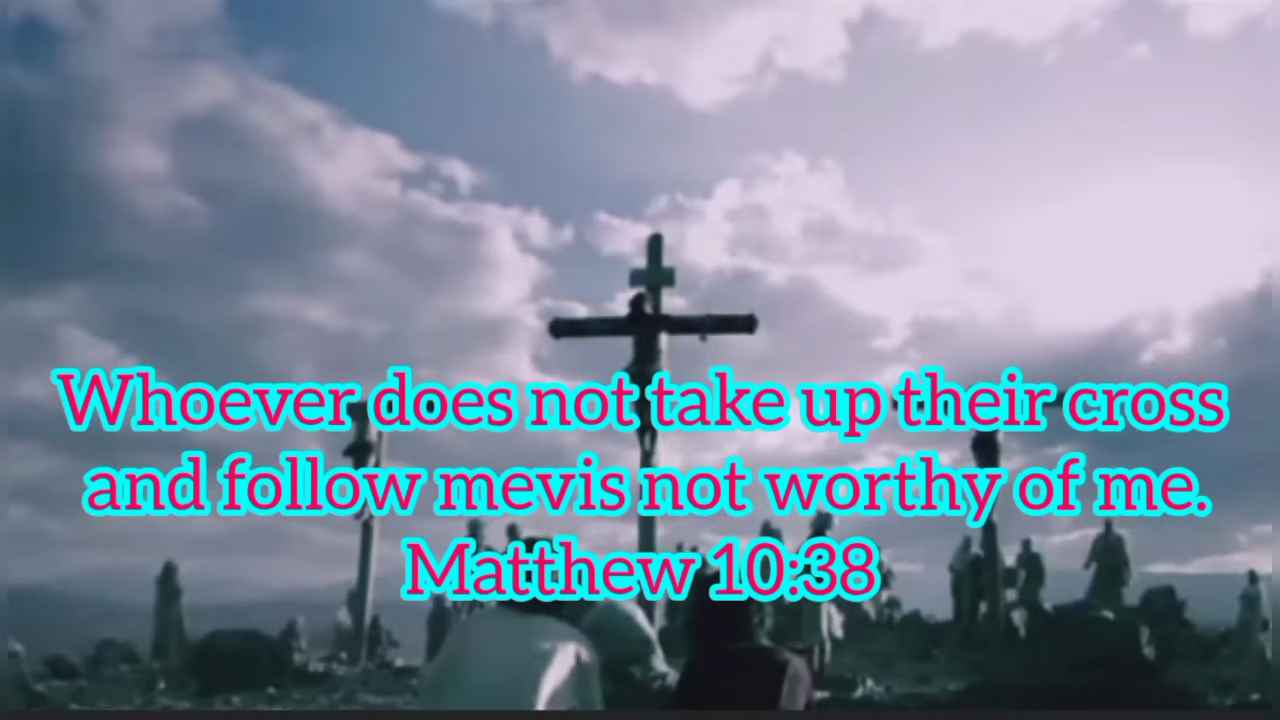 Whoever does not take up their cross
and follow mevis not worthy of me.
Matthew 10:38